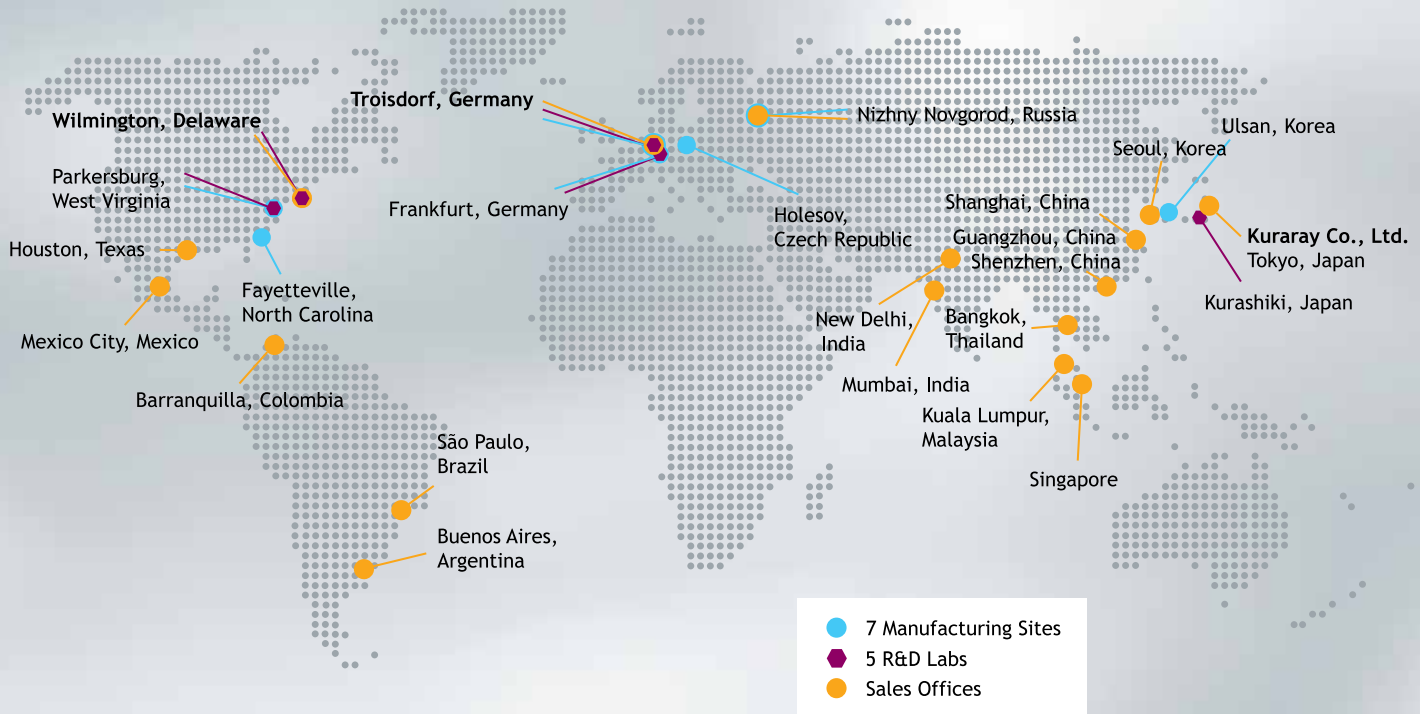 Troisdorf, Germany
Wilmington, Delaware
Nizhny Novgorod, Russia
Ulsan, Korea
Seoul, Korea
Parkersburg,
West Virginia
Frankfurt, Germany
Holesov,
Czech Republic
Shanghai, China
Guangzhou, China
Shenzhen, China
Kuraray Co., Ltd.
Tokyo, Japan
Houston, Texas
Kurashiki, Japan
Fayetteville,
North Carolina
New Delhi,
India
Bangkok,
Thailand
Mexico City, Mexico
Mumbai, India
Barranquilla, Colombia
Kuala Lumpur,
Malaysia
São Paulo,
Brazil
Singapore
Buenos Aires,
Argentina
7 Manufacturing Sites
5 R&D Labs
Sales Offices